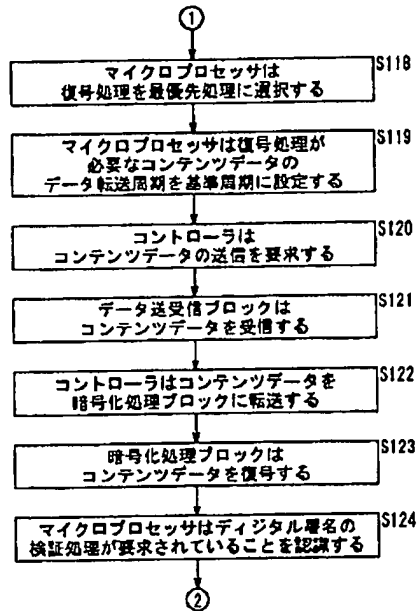 1
S118
マイクロプロセッサは
復号処理を最優先処理に選択する
S119
マイクロプロセッサは復号処理が
必要なコンテンツデータの
データ転送周期を基準周期に設定する
S120
コントローラは
コンテンツデータの送信を要求する
S121
データ送受信ブロックは
コンテンツデータを受信する
S122
コントローラはコンテンツデータを
暗号化処理ブロックに転送する
S123
暗号化処理ブロックは
コンテンツデータを復号する
S124
マイクロプロセッサはディジタル署名の
検証処理が要求されていることを認識する
2